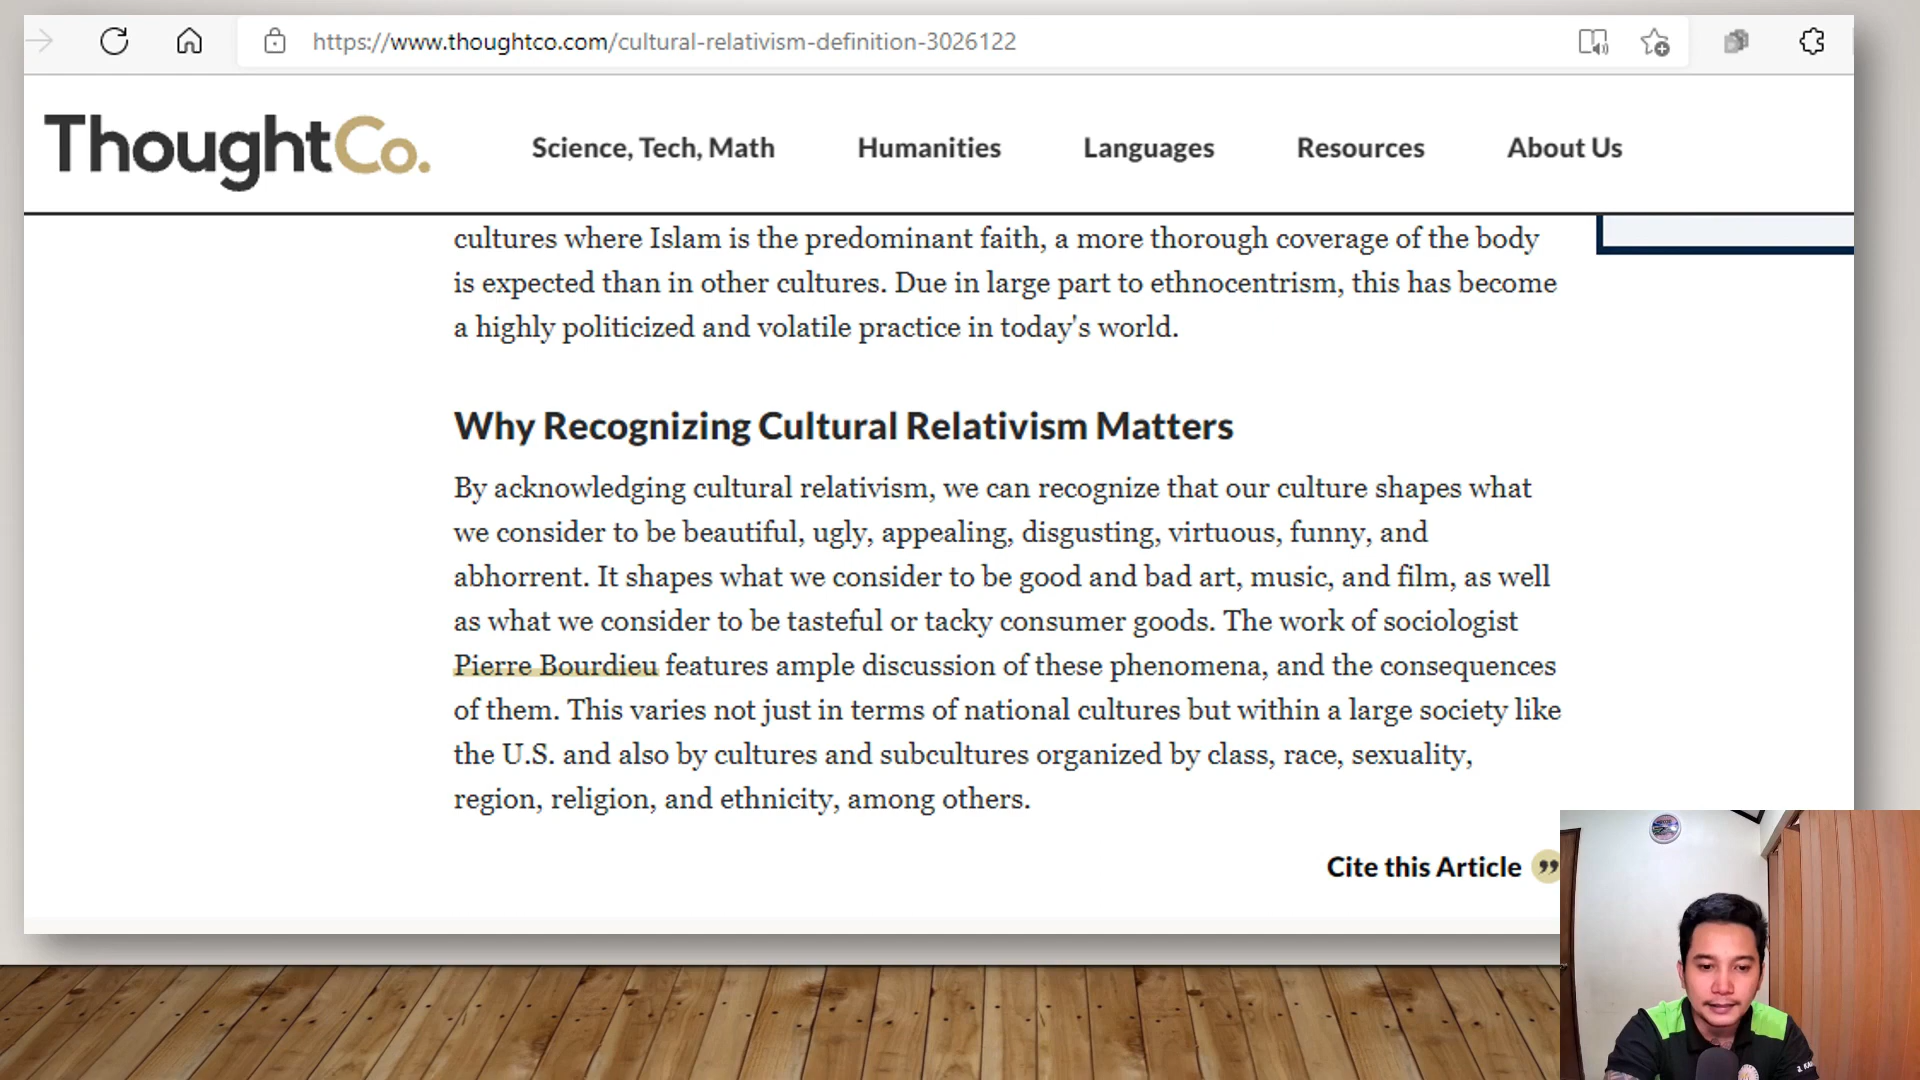 https://www.thoughtco.com/cultural-relativism-definition-3026122
ThoughtCo.
Science, Tech, Math
Humanities
Languages
Resources
About Us
cultures where Islam is the predominant faith, a more thorough coverage of the body
is expected than in other cultures. Due in large part to ethnocentrism, this has become
a highly politicized and volatile practice in today's world.
Why Recognizing Cultural Relativism Matters
By acknowledging cultural relativism, we can recognize that our culture shapes what
we consider to be beautiful, ugly, appealing, disgusting, virtuous, funny, and
abhorrent. It shapes what we consider to be good and bad art, music, and film, as well
as what we consider to be tasteful or tacky consumer goods. The work of sociologist
Pierre Bourdieu features ample discussion of these phenomena, and the consequences
of them. This varies not just in terms of national cultures but within a large society like
the U.S. and also by cultures and subcultures organized by class, race, sexuality,
region, religion, and ethnicity, among others.
Cite this Article